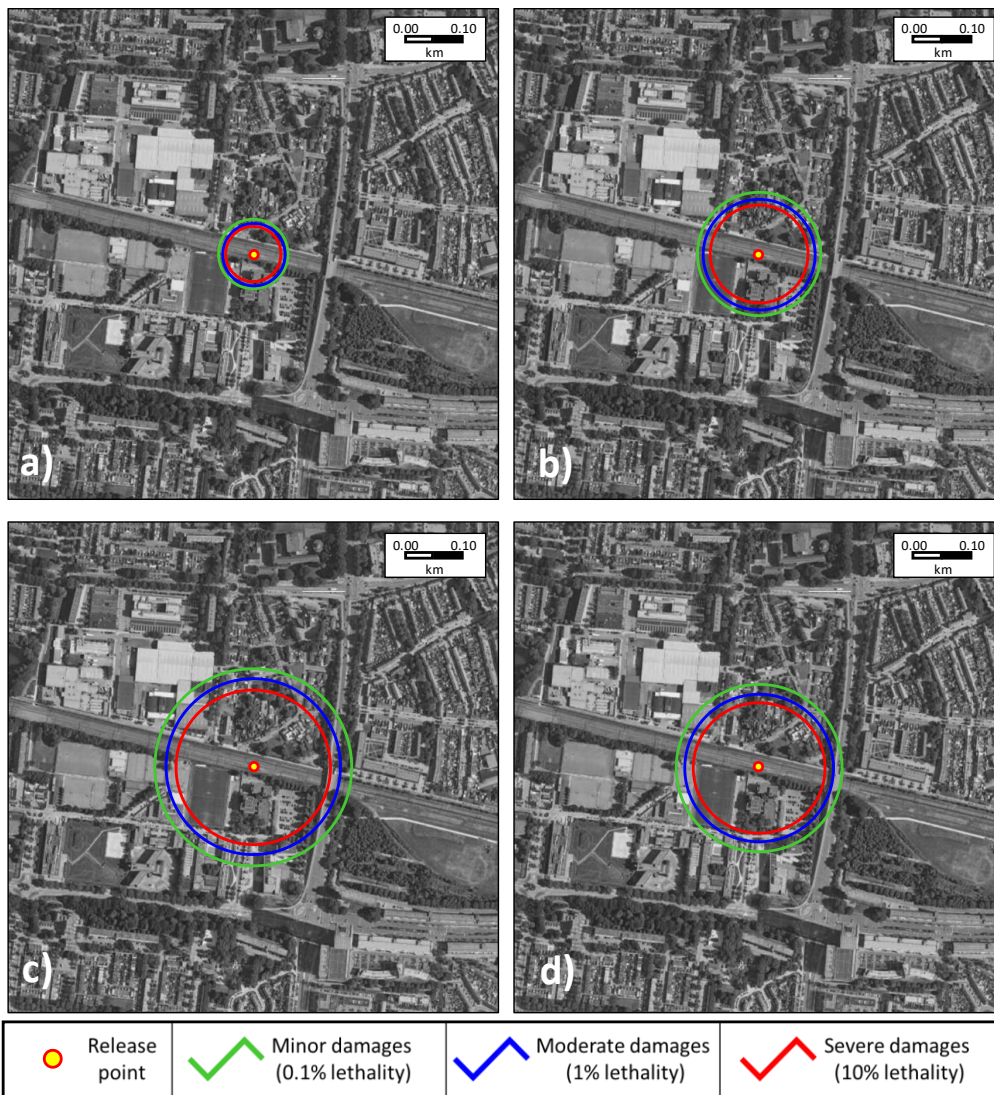 0.00 0.10
km
a)
0.00 0.10
km
b)
0.00 0.10
km
c)
0.00 0.10
km
d)
Release
point
Minor damages
(0.1% lethality)
Moderate damages
(1% lethality)
Severe damages
(10% lethality)